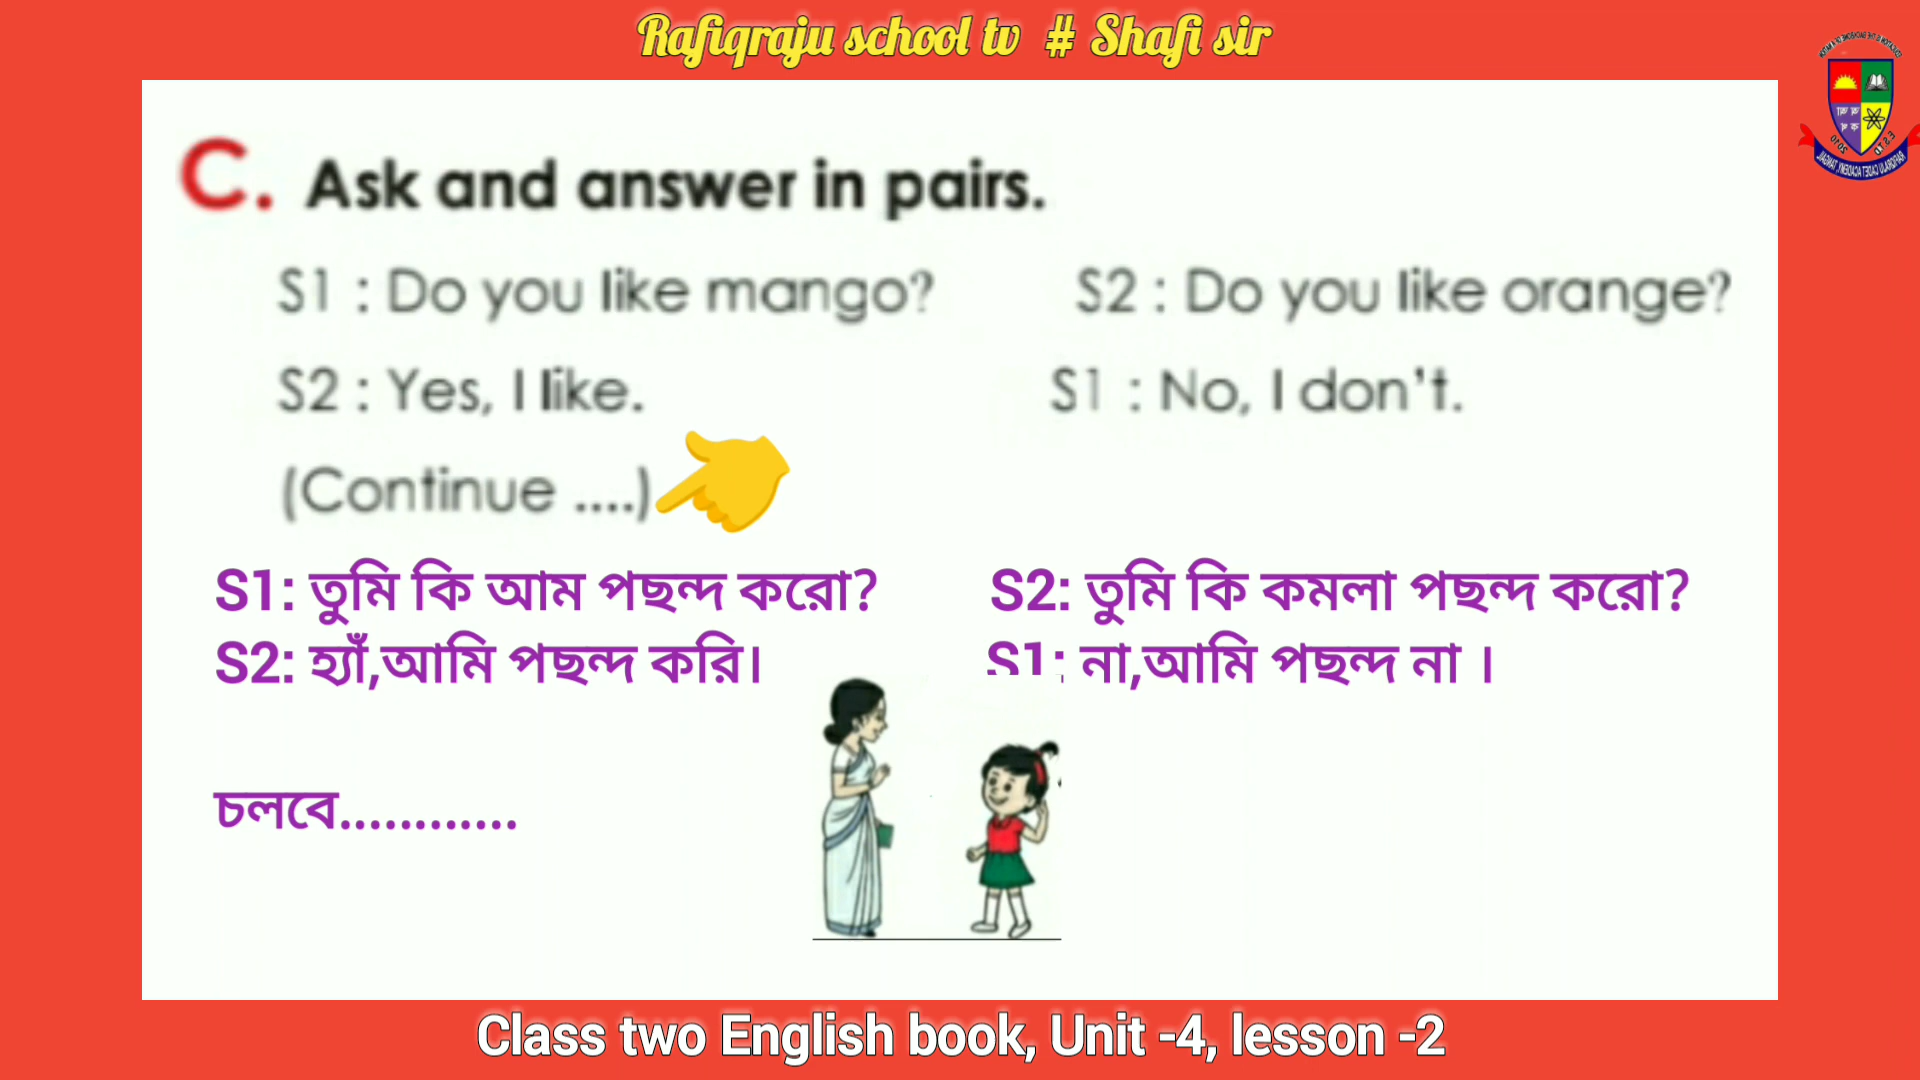 Rafiqraju school tv # Shafi sir
C. Ask and answer in pairs.
S1 : Do you like mango? S2 : Do you like orange?
S2 : Yes, I like. S1 : No, I don't.
(Continue ....)
S1: তুমি কি আম পছন্দ করো? S2: তুমি কি কমলা পছন্দ করো?
S2: হ্যাঁ,আমি পছন্দ করি। S1: না,আমি পছন্দ না ।
চলবে............
Class two English book, Unit -4, lesson -2